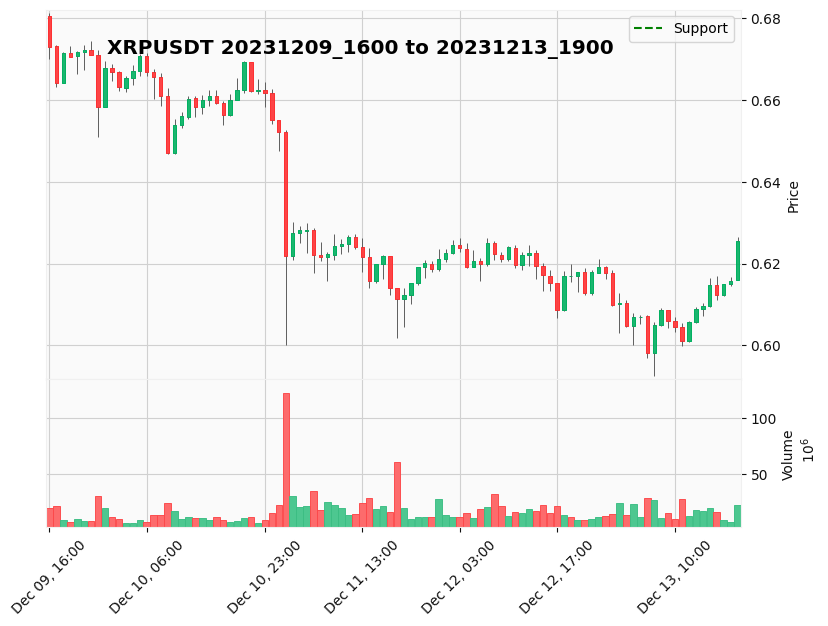 XRPUSDT 20231209_1600 to 20231213_1900
Support
0.68
0.66
0.64
0.62
0.60
Price
100
50
Volume
10^6
Dec 09, 16:00
Dec 10, 06:00
Dec 10, 23:00
Dec 11, 13:00
Dec 12, 03:00
Dec 12, 17:00
Dec 13, 10:00